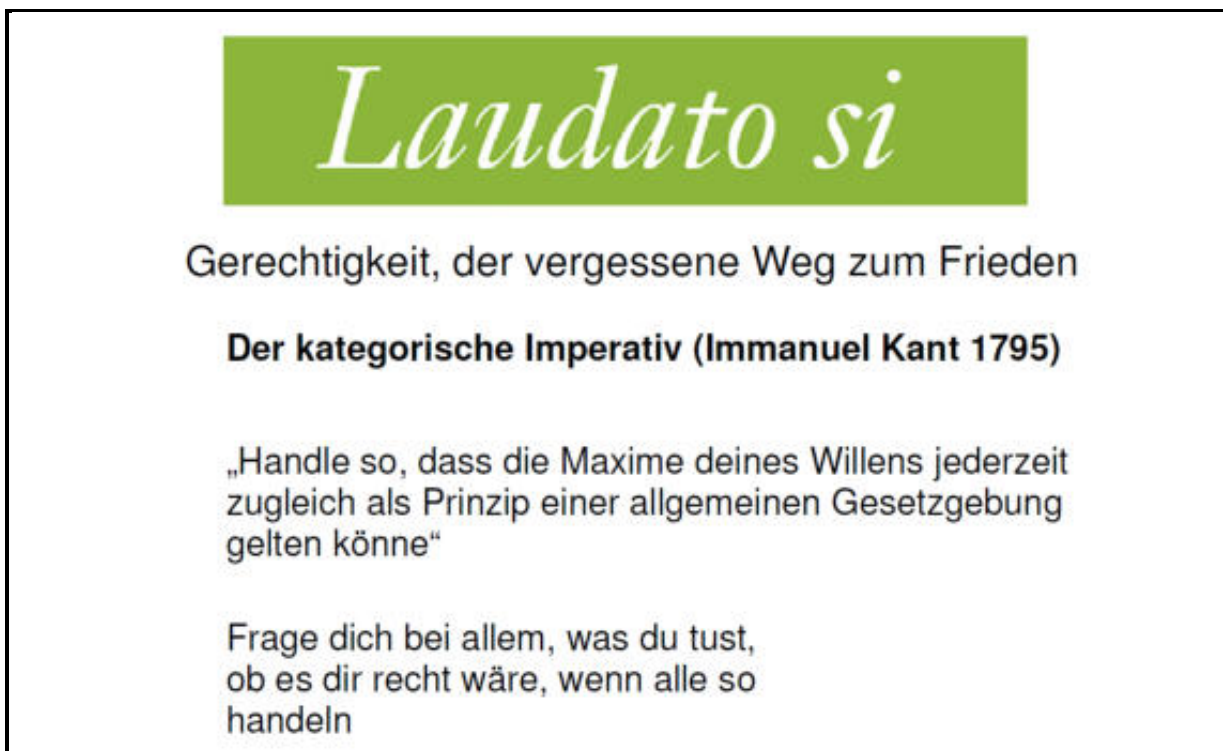 Laudato si
Gerechtigkeit, der vergessene Weg zum Frieden
Der kategorische Imperativ (Immanuel Kant 1795)
„Handle so, dass die Maxime deines Willens jederzeit
zugleich als Prinzip einer allgemeinen Gesetzgebung
gelten könne“
Frage dich bei allem, was du tust,
ob es dir recht wäre, wenn alle so
handeln